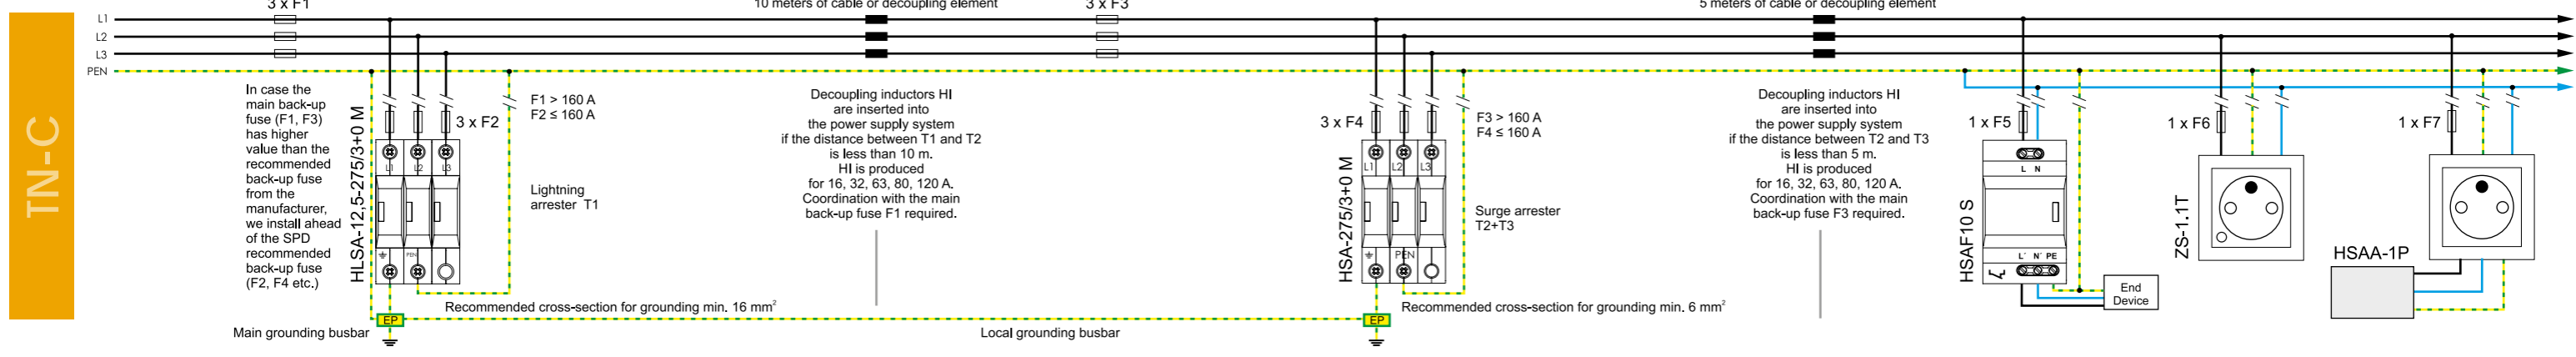 TN-C
3 x F1
10 meters of cable or decoupling element
3 x F3
5 meters of cable or decoupling element
L1
L2
L3
PEN
In case the
main back-up
fuse (F1, F3)
has higher
value than the
recommended
back-up fuse
from the
manufacturer,
we install ahead
of the SPD
recommended
back-up fuse
(F2, F4 etc.)
HLSA-12,5-275/3+0 M
3 x F2
L1
L2
L3
PEN
F1 > 160 A
F2 ≤ 160 A
Lightning
arrester T1
Recommended cross-section for grounding min. 16 mm²
EP
Main grounding busbar
Decoupling inductors HI
are inserted into
the power supply system
if the distance between T1 and T2
is less than 10 m.
HI is produced
for 16, 32, 63, 80, 120 A.
Coordination with the main
back-up fuse F1 required.
Local grounding busbar
HSA-275/3+0 M
3 x F4
L1
L2
L3
PEN
F3 > 160 A
F4 ≤ 160 A
Surge arrester
T2+T3
Recommended cross-section for grounding min. 6 mm²
EP
Decoupling inductors HI
are inserted into
the power supply system
if the distance between T2 and T3
is less than 5 m.
HI is produced
for 16, 32, 63, 80, 120 A.
Coordination with the main
back-up fuse F3 required.
HSAF10 S
1 x F5
L N
L' N' PE
End
Device
ZS-1.1T
1 x F6
1 x F7
HSAA-1P